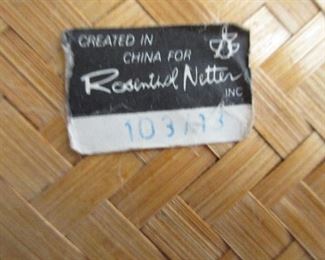 CREATED IN
CHINA FOR
Rosenthal Netter
INC